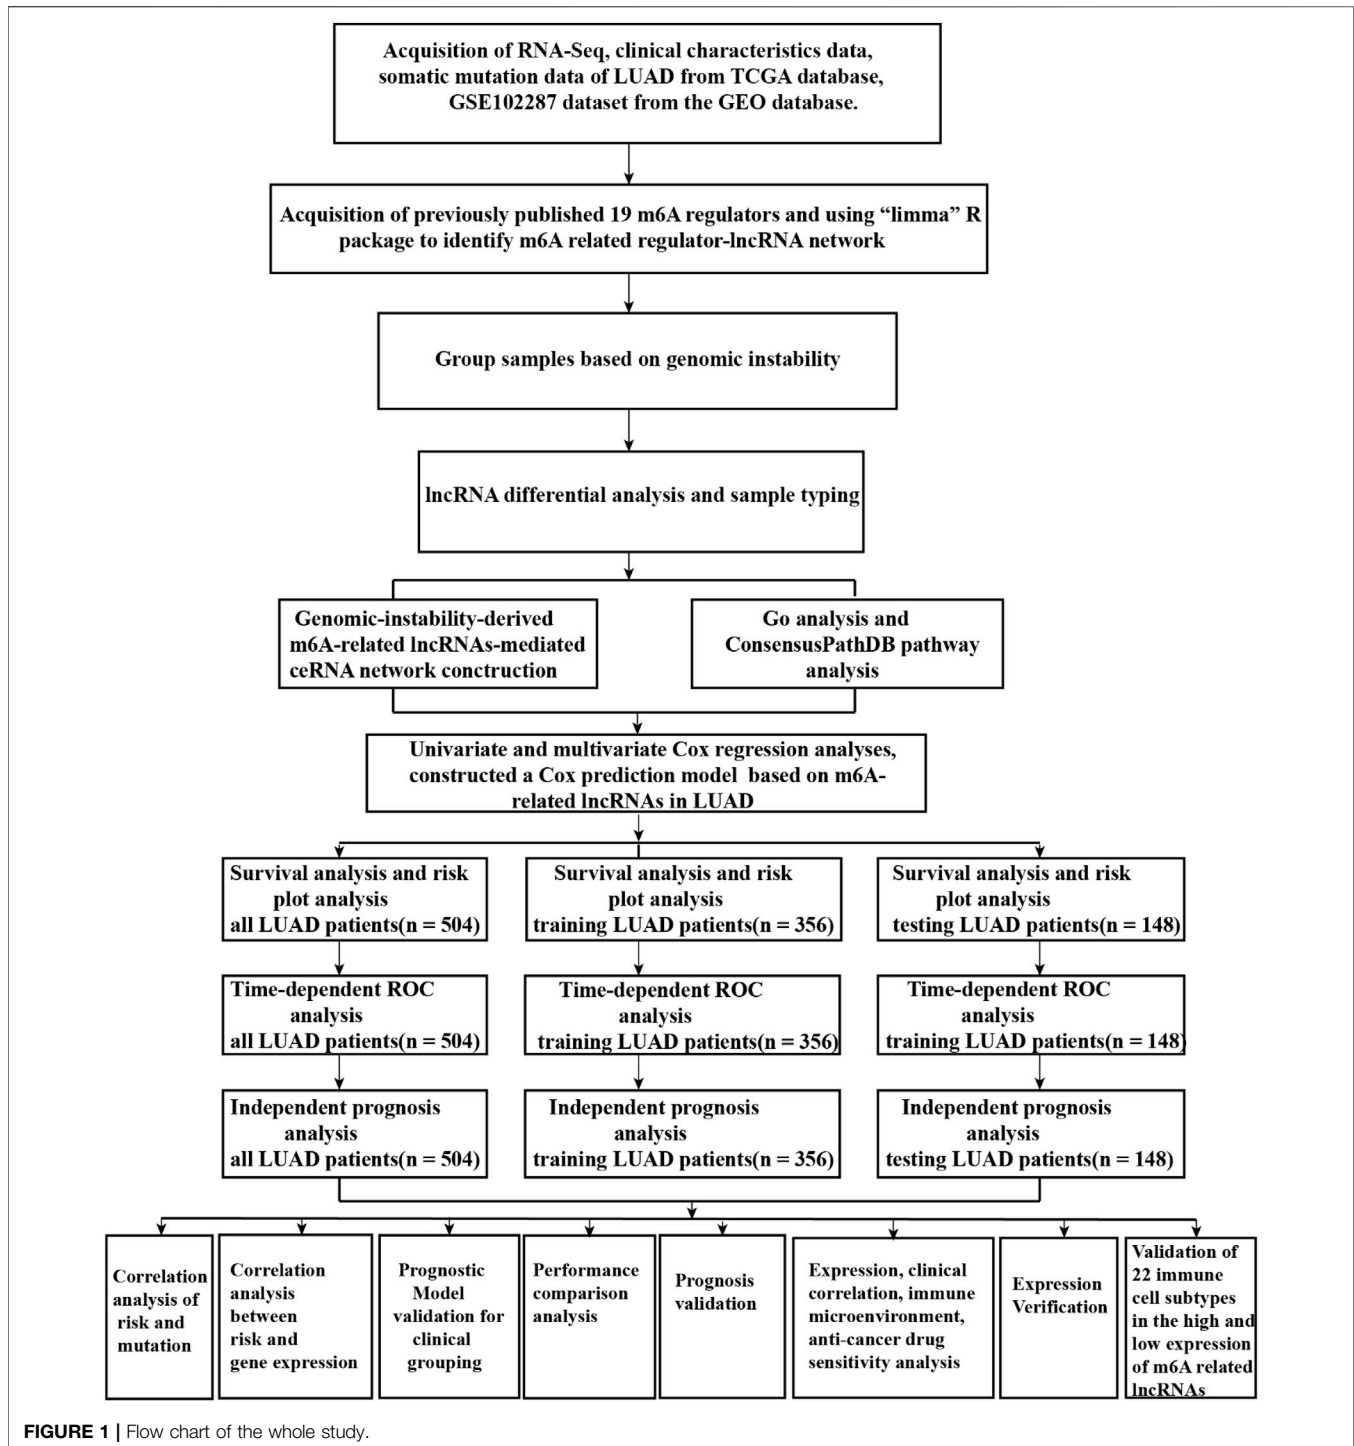 Acquisition of RNA-Seq, clinical characteristics data,
somatic mutation data of LUAD from TCGA database,
GSE102287 dataset from the GEO database.
Acquisition of previously published 19 m6A regulators and using “limma” R
package to identify m6A related regulator-lncRNA network
Group samples based on genomic instability
lncRNA differential analysis and sample typing
Genomic-instability-derived
m6A-related lncRNAs-mediated
ceRNA network conctruction
Go analysis and
ConsensusPathDB pathway
analysis
Univariate and multivariate Cox regression analyses,
constructed a Cox prediction model based on m6A-
related lncRNAs in LUAD
Survival analysis and risk
plot analysis
all LUAD patients(n = 504)
Survival analysis and risk
plot analysis
training LUAD patients(n = 356)
Survival analysis and risk
plot analysis
testing LUAD patients(n = 148)
Time-dependent ROC
analysis
all LUAD patients(n = 504)
Time-dependent ROC
analysis
training LUAD patients(n = 356)
Time-dependent ROC
analysis
training LUAD patients(n = 148)
Independent prognosis
analysis
all LUAD patients(n = 504)
Independent prognosis
analysis
training LUAD patients(n = 356)
Independent prognosis
analysis
testing LUAD patients(n = 148)
Correlation
analysis of
risk and
mutation
Correlation
analysis
between
risk and
gene expression
Prognostic
Model
validation for
clinical
grouping
Performance
comparison
analysis
Prognosis
validation
Expression, clinical
correlation, immune
microenvironment,
anti-cancer drug
sensitivity analysis
Expression
Verification
Validation of
22 immune
cell subtypes
in the high and
low expression
of m6A related
lncRNAs
FIGURE 1 | Flow chart of the whole study.